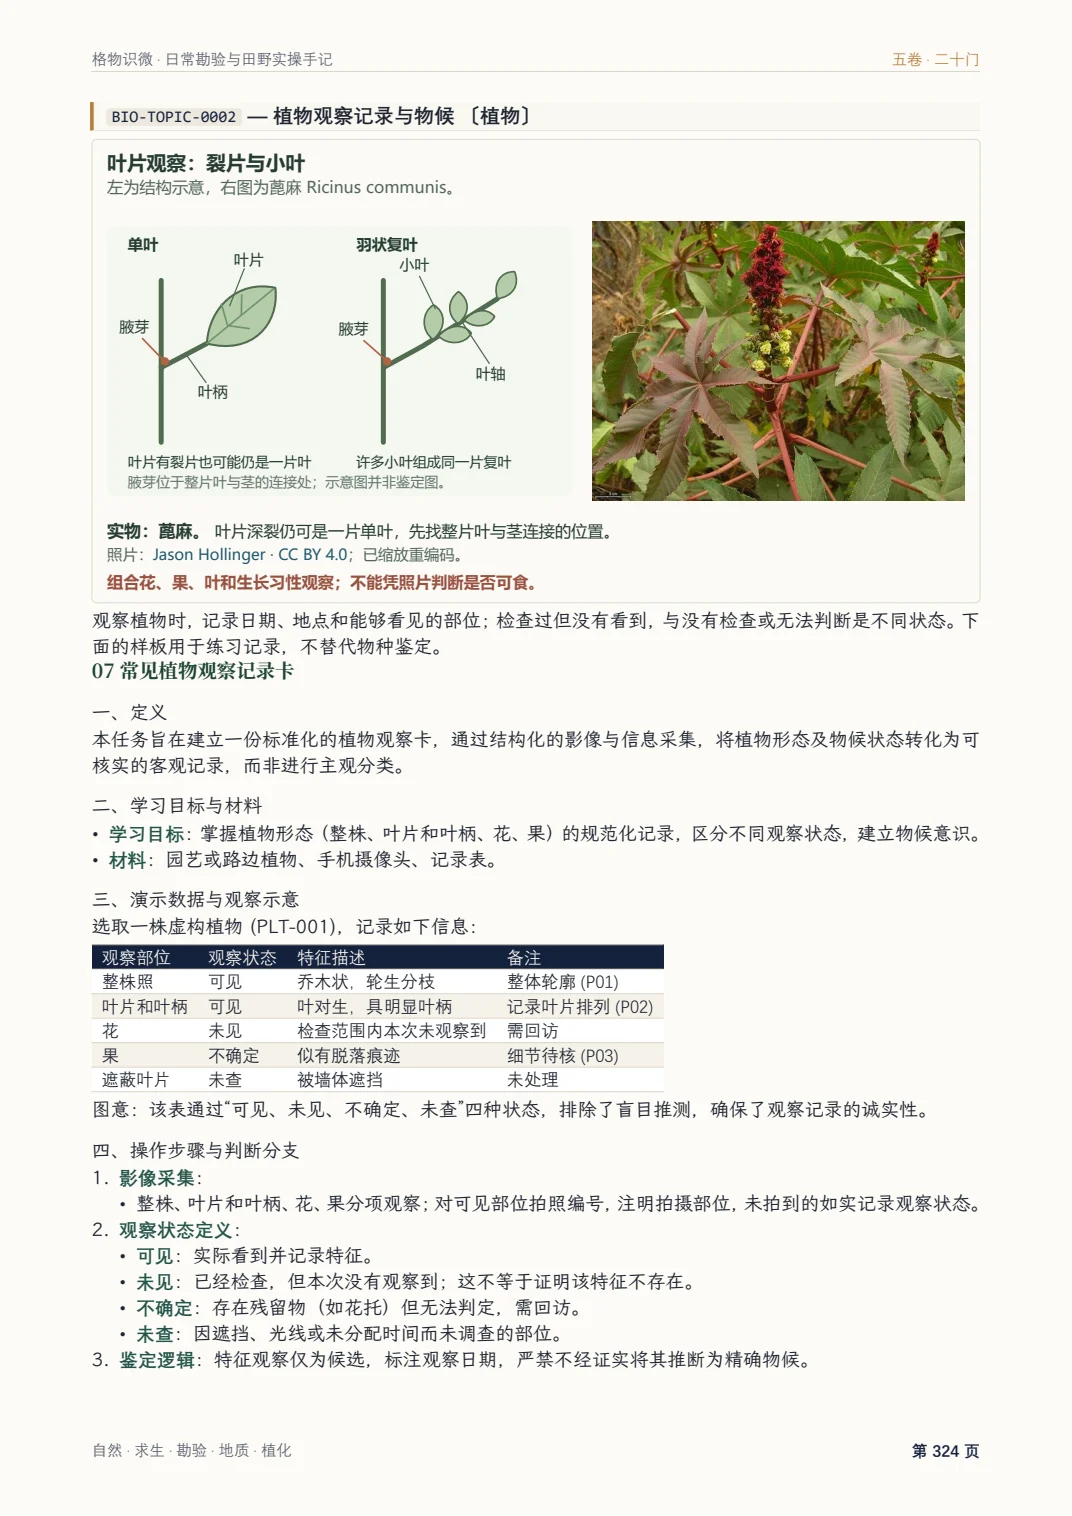 格物识微 · 日常勘验与田野实操手记
五卷 · 二十门
BIO-TOPIC-0002 — 植物观察记录与物候 〔植物〕
叶片观察：裂片与小叶
左为结构示意，右图为蓖麻 Ricinus communis。
单叶
羽状复叶
叶片
小叶
腋芽
腋芽
叶轴
叶柄
叶片有裂片也可能仍是一片叶
许多小叶组成同一片复叶
腋芽位于整片叶与茎的连接处；示意图并非鉴定图。
实物：蓖麻。 叶片深裂仍可是一片单叶，先找整片叶与茎连接的位置。
照片：Jason Hollinger · CC BY 4.0；已缩放重编码。
组合花、果、叶和生长习性观察；不能凭照片判断是否可食。
观察植物时，记录日期、地点和能够看见的部位；检查过但没有看到，与没有检查或无法判断是不同状态。下
面的样板用于练习记录，不替代物种鉴定。
07 常见植物观察记录卡
一、定义
本任务旨在建立一份标准化的植物观察卡，通过结构化的影像与信息采集，将植物形态及物候状态转化为可
核实的客观记录，而非进行主观分类。
二、学习目标与材料
• 学习目标：掌握植物形态（整株、叶片和叶柄、花、果）的规范化记录，区分不同观察状态，建立物候意识。
• 材料：园艺或路边植物、手机摄像头、记录表。
三、演示数据与观察示意
选取一株虚构植物 (PLT-001)，记录如下信息：
观察部位 观察状态 特征描述 备注
整株照 可见 乔木状，轮生分枝 整体轮廓 (P01)
叶片和叶柄 可见 叶对生，具明显叶柄 记录叶片排列 (P02)
花 未见 检查范围内本次未观察到 需回访
果 不确定 似有脱落痕迹 细节待核 (P03)
遮蔽叶片 未查 被墙体遮挡 未处理
图意：该表通过“可见、未见、不确定、未查”四种状态，排除了盲目推测，确保了观察记录的诚实性。
四、操作步骤与判断分支
1. 影像采集：
• 整株、叶片和叶柄、花、果分项观察；对可见部位拍照编号，注明拍摄部位，未拍到的如实记录观察状态。
2. 观察状态定义：
• 可见：实际看到并记录特征。
• 未见：已经检查，但本次没有观察到；这不等于证明该特征不存在。
• 不确定：存在残留物（如花托）但无法判定，需回访。
• 未查：因遮挡、光线或未分配时间而未调查的部位。
3. 鉴定逻辑：特征观察仅为候选，标注观察日期，严禁不经证实将其推断为精确物候。
自然 · 求生 · 勘验 · 地质 · 植化
第 324 页